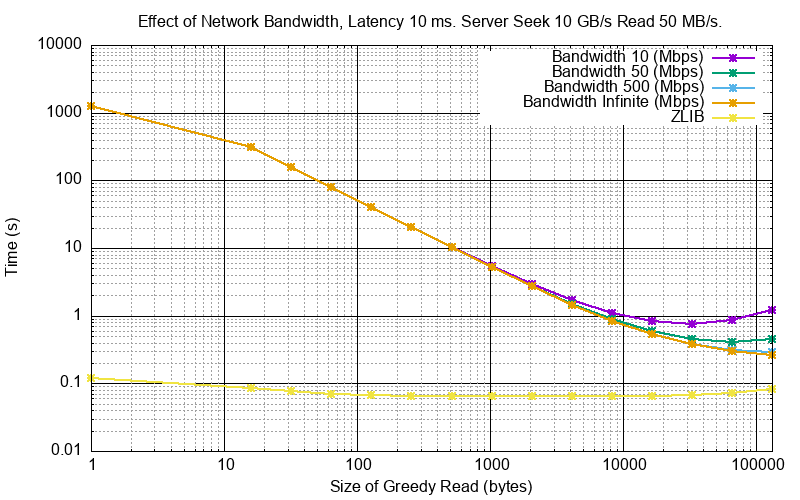 Effect of Network Bandwidth, Latency 10 ms. Server Seek 10 GB/s Read 50 MB/s.
10000
1000
100
10
1
0.1
0.01
Time (s)
Bandwidth 10 (Mbps)
Bandwidth 50 (Mbps)
Bandwidth 500 (Mbps)
Bandwidth Infinite (Mbps)
ZLIB
1 10 100 1000 10000 100000
Size of Greedy Read (bytes)